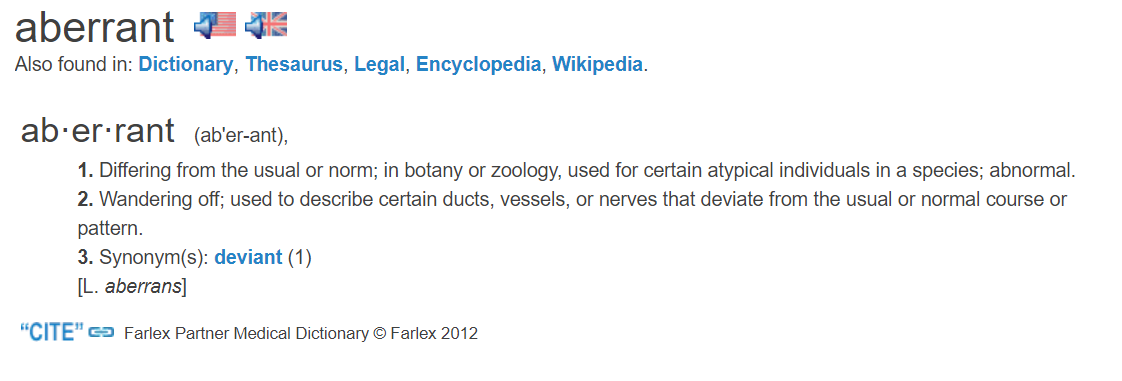 aberrant
Also found in: Dictionary, Thesaurus, Legal, Encyclopedia, Wikipedia.
ab·er·rant (ab'er-ant),
1. Differing from the usual or norm; in botany or zoology, used for certain atypical individuals in a species; abnormal.
2. Wandering off; used to describe certain ducts, vessels, or nerves that deviate from the usual or normal course or
pattern.
3. Synonym(s): deviant (1)
[L. aberrans]
“CITE” Farlex Partner Medical Dictionary © Farlex 2012